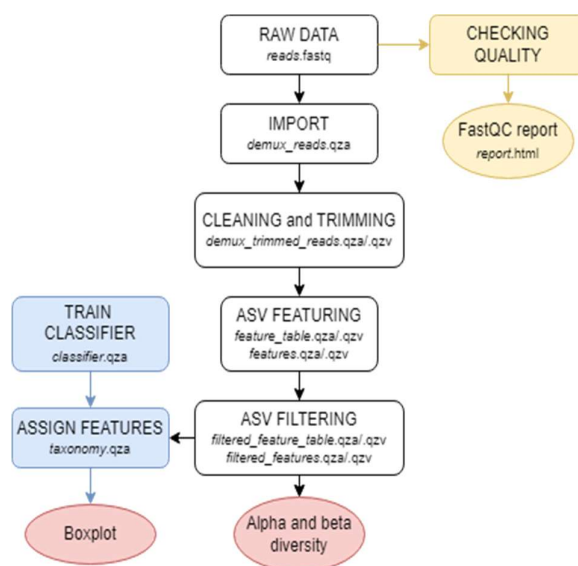 RAW DATA
reads.fastq
CHECKING
QUALITY
IMPORT
demux_reads.qza
FastQC report
report.html
CLEANING and TRIMMING
demux_trimmed_reads.qza/.qzv
TRAIN
CLASSIFIER
classifier.qza
ASV FEATURING
feature_table.qza/.qzv
features.qza/.qzv
ASSIGN FEATURES
taxonomy.qza
ASV FILTERING
filtered_feature_table.qza/.qzv
filtered_features.qza/.qzv
Boxplot
Alpha and beta
diversity